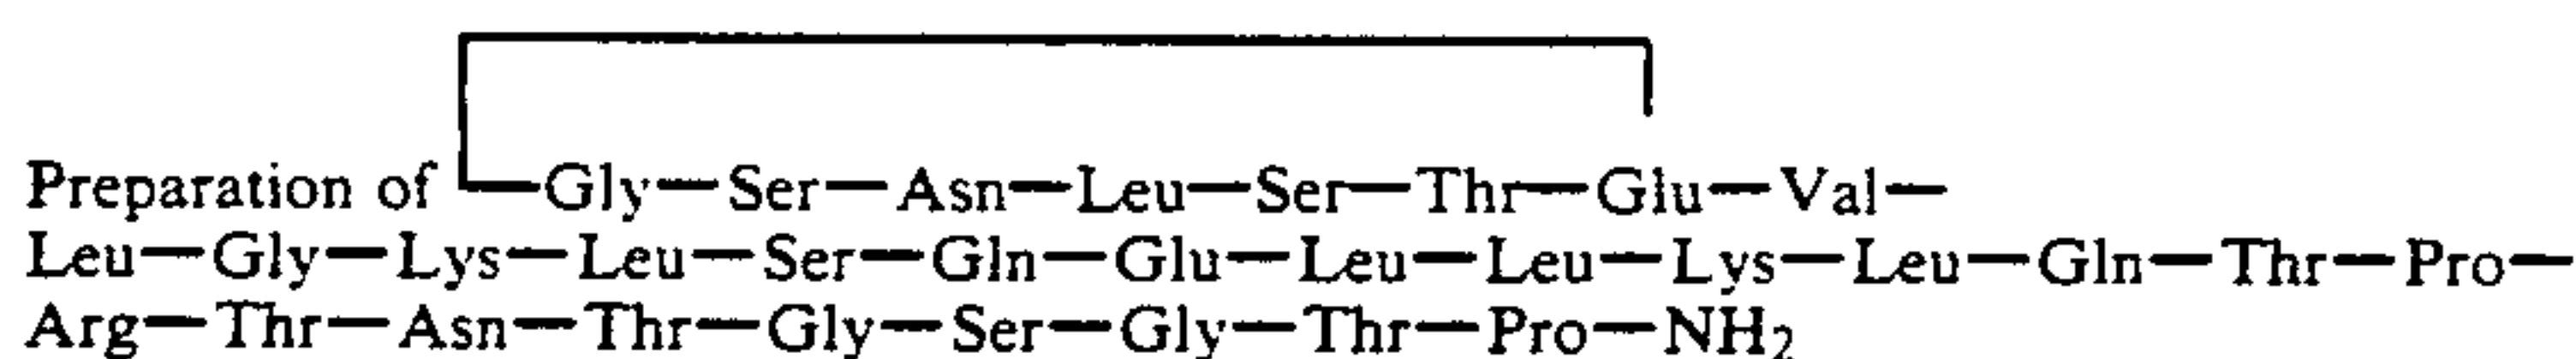 Preparation of Gly—Ser—Asn—Leu—Ser—Thr—Glu—Val—
Leu—Gly—Lys—Leu—Ser—Gln—Glu—Leu—Leu—Lys—Leu—Gln—Thr—Pro—
Arg—Thr—Asn—Thr—Gly—Ser—Gly—Thr—Pro—NH₂